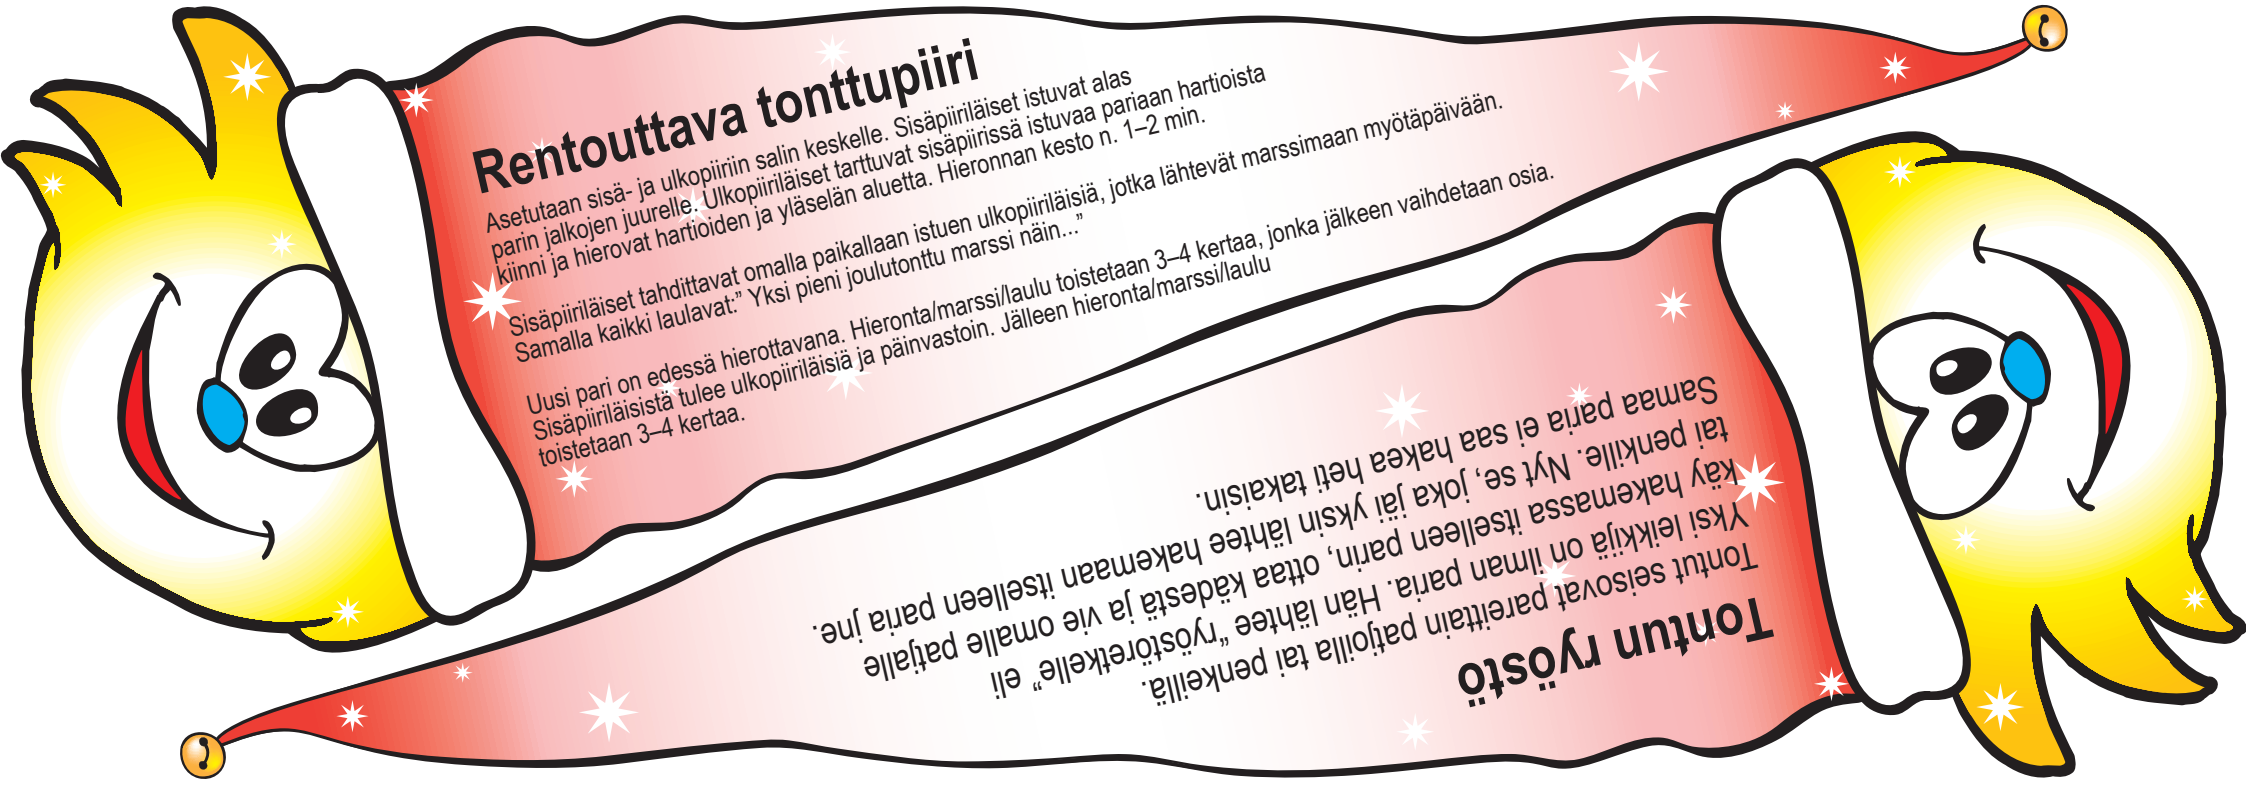 Rentouttava tonttupiiri
Asetutaan sisä- ja ulkopiiriin salin keskelle. Sisäpiiriläiset istuvat alas
parin jalkojen juurelle. Ulkopiiriläiset tarttuvat sisäpiirissä istuvaa pariaan hartioista
kiinni ja hierovat hartioiden ja yläselän aluetta. Hieronnan kesto n. 1–2 min.
Sisäpiiriläiset tahdittavat omalla paikallaan istuen ulkopiiriläisiä, jotka lähtevät marssimaan myötäpäivään.
Samalla kaikki laulavat:” Yksi pieni joulutonttu marssi näin...”
Uusi pari on edessä hierottavana. Hieronta/marssi/laulu toistetaan 3–4 kertaa, jonka jälkeen vaihdetaan osia.
Sisäpiiriläisistä tulee ulkopiiriläisiä ja päinvastoin. Jälleen hieronta/marssi/laulu
toistetaan 3–4 kertaa.
Tontun ryöstö
Tontut seisovat pareittain patjoilla tai penkeillä.
Yksi leikkijä on ilman paria. Hän lähtee ”ryöstöretkelle” eli
käy hakemassa itselleen parin, ottaa kädestä ja vie omalle patjalle
tai penkille. Nyt se, joka jäi yksin lähtee hakemaan itselleen paria jne.
Samaa paria ei saa hakea heti takaisin.